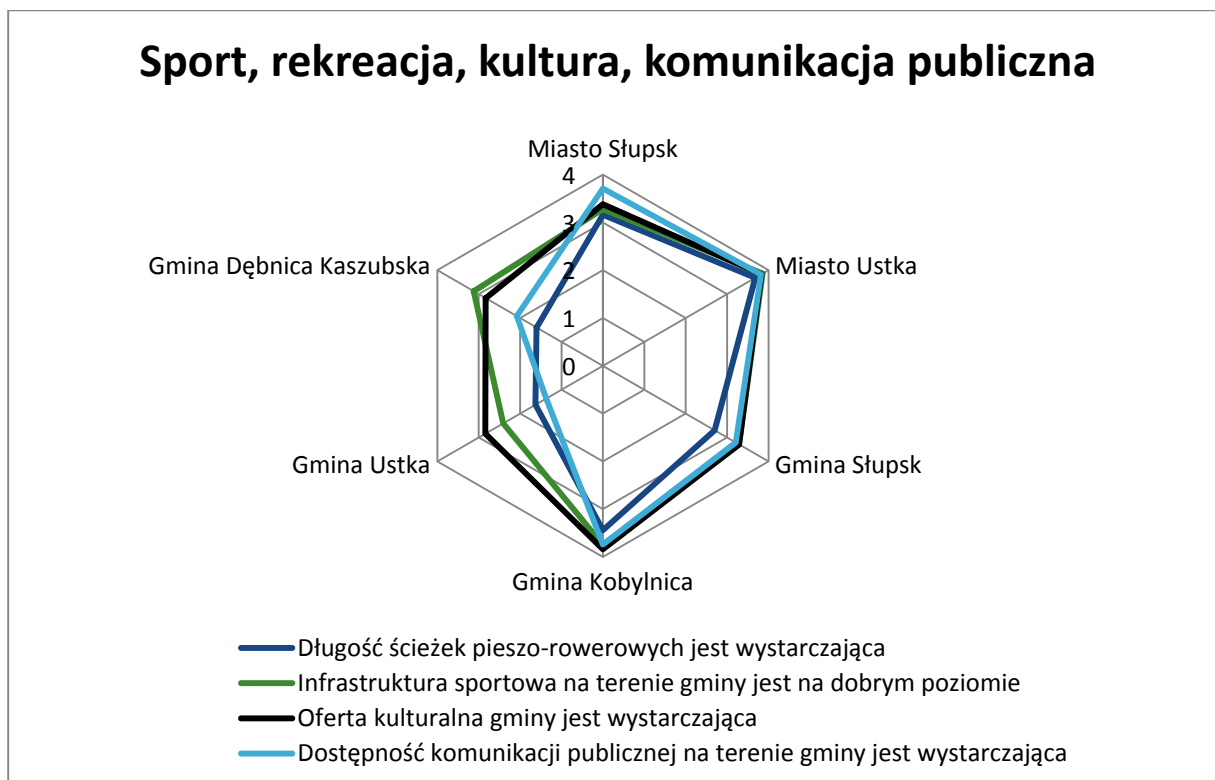 Sport, rekreacja, kultura, komunikacja publiczna
Miasto Słupsk
4
3
2
1
0
Gmina Dębnica Kaszubska
Miasto Ustka
Gmina Ustka
Gmina Słupsk
Gmina Kobylnica
Długość ścieżek pieszo-rowerowych jest wystarczająca
Infrastruktura sportowa na terenie gminy jest na dobrym poziomie
Oferta kulturalna gminy jest wystarczająca
Dostępność komunikacji publicznej na terenie gminy jest wystarczająca